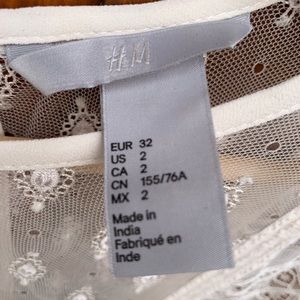 H&M
EUR 32
US 2
CA 2
CN 155/76A
MX 2
Made in
India
Fabriqué en
Inde